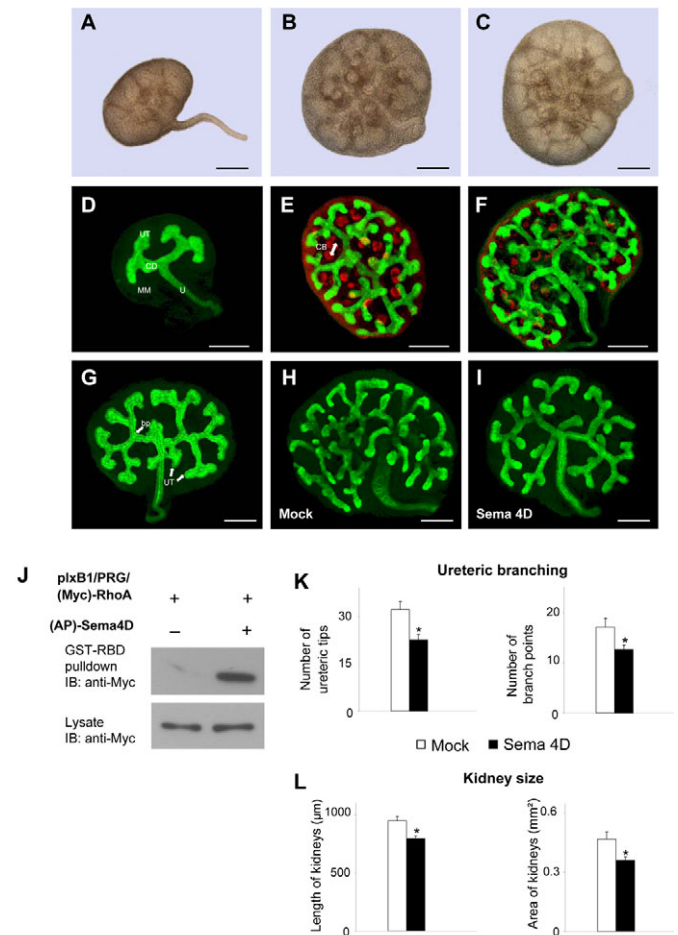 A
B
C
D
UT
CD
MM
U
E
CB
F
G
bp
UT
H
Mock
I
Sema 4D
J
plxB1/PRG/
(Myc)-RhoA
+ +
(AP)-Sema4D
– +
GST-RBD
pulldown
IB: anti-Myc
Lysate
IB: anti-Myc
K
Ureteric branching
Number of
ureteric tips
30
15
0
*
Number of
branch points
20
10
0
*
Mock
Sema 4D
L
Kidney size
Length of kidneys (µm)
1000
500
0
*
Area of kidneys (mm²)
0.6
0.3
0
*